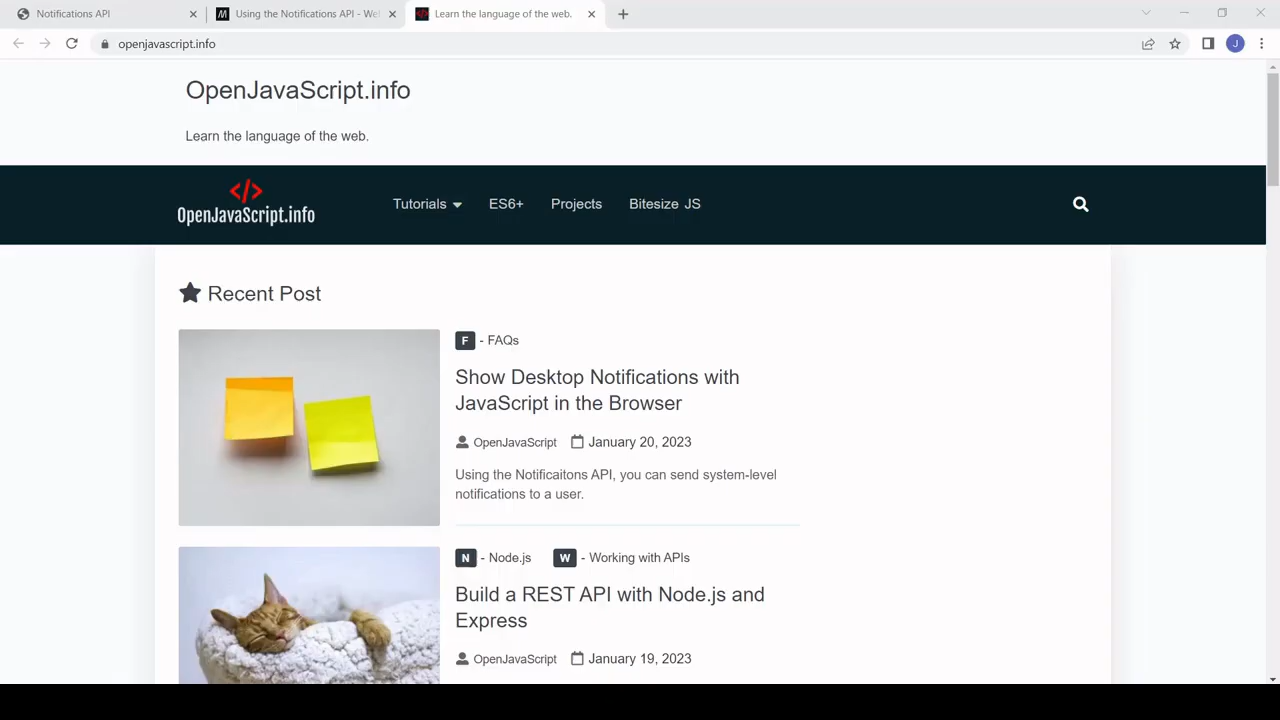 Notifications API
Using the Notifications API - We
Learn the language of the web.
openjavascript.info
J
OpenJavaScript.info
Learn the language of the web.
</>
OpenJavaScript.info
Tutorials
ES6+
Projects
Bitesize JS
Recent Post
F - FAQs
Show Desktop Notifications with
JavaScript in the Browser
OpenJavaScript January 20, 2023
Using the Notificaitons API, you can send system-level
notifications to a user.
N - Node.js W - Working with APIs
Build a REST API with Node.js and
Express
OpenJavaScript January 19, 2023